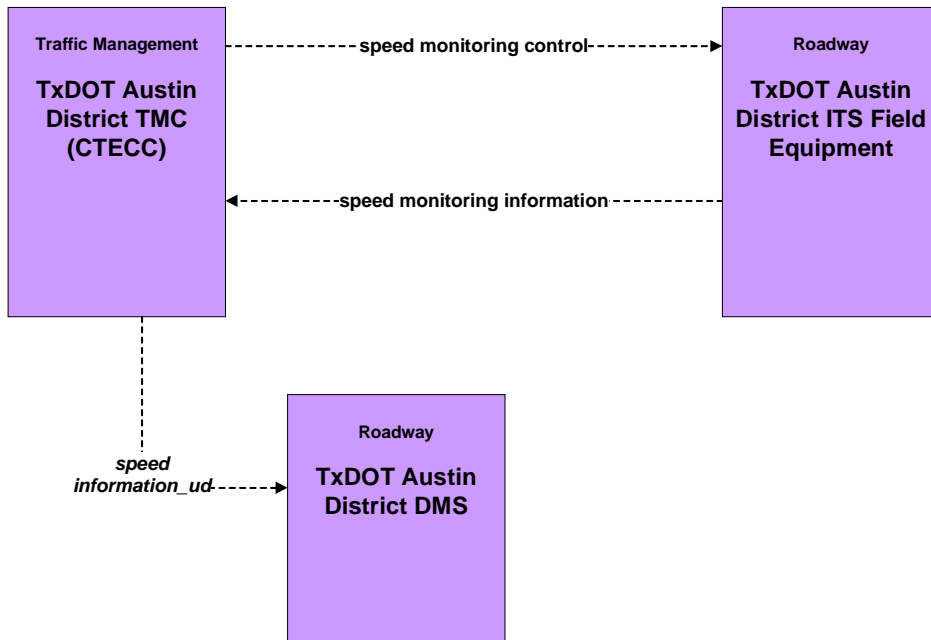 Traffic Management
TxDOT Austin
District TMC
(CTECC)
speed monitoring control
Roadway
TxDOT Austin
District ITS Field
Equipment
speed monitoring information
speed
information_ud
Roadway
TxDOT Austin
District DMS